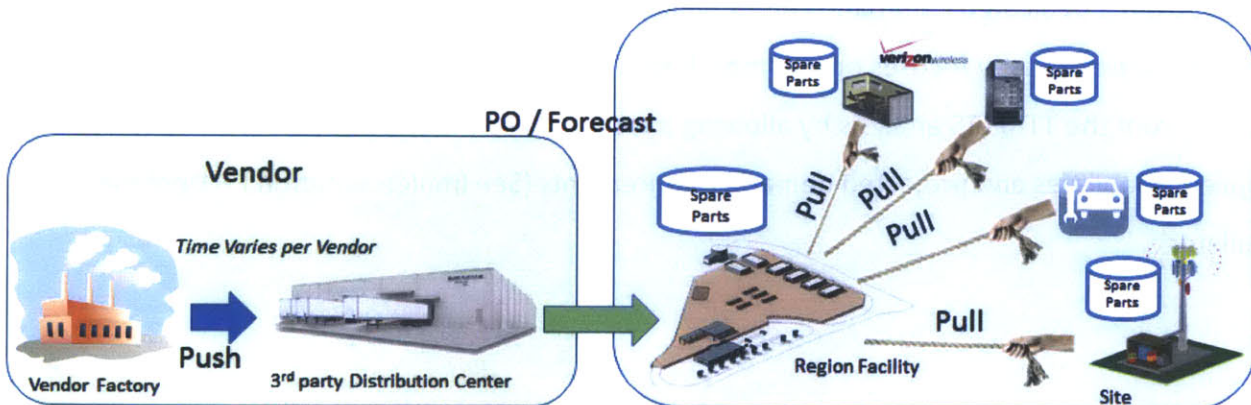 PO / Forecast
Vendor
Time Varies per Vendor
Push
Vendor Factory
3rd party Distribution Center
Spare
Parts
verizonwireless
Spare
Parts
Spare
Parts
Pull
Pull
Pull
Spare
Parts
Spare
Parts
Pull
Region Facility
Site